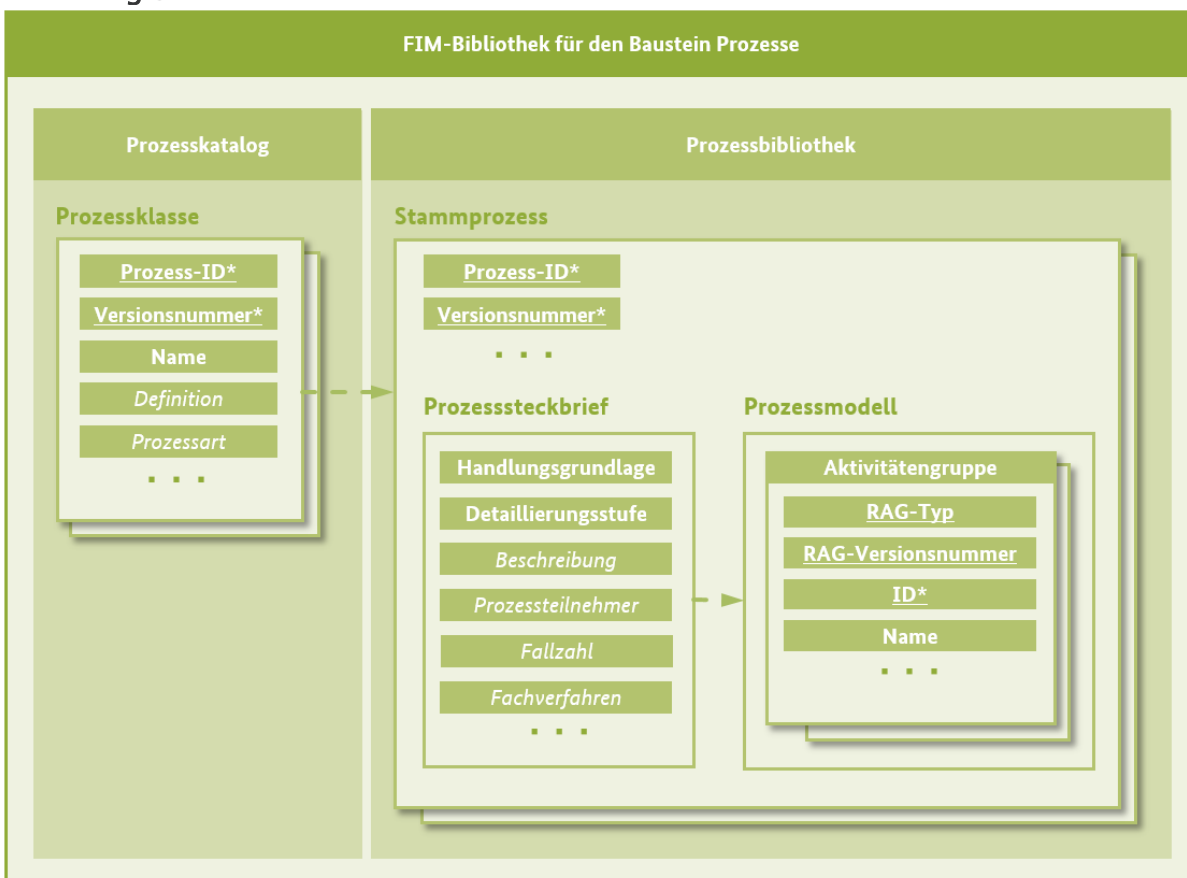 FIM-Bibliothek für den Baustein Prozesse
Prozesskatalog
Prozessklasse
Prozess-ID*
Versionsnummer*
Name
Definition
Prozessart
. . .
Prozessbibliothek
Stammprozess
Prozess-ID*
Versionsnummer*
. . .
Prozesssteckbrief
Handlungsgrundlage
Detaillierungsstufe
Beschreibung
Prozessteilnehmer
Fallzahl
Fachverfahren
. . .
Prozessmodell
Aktivitätengruppe
RAG-Typ
RAG-Versionsnummer
ID*
Name
. . .